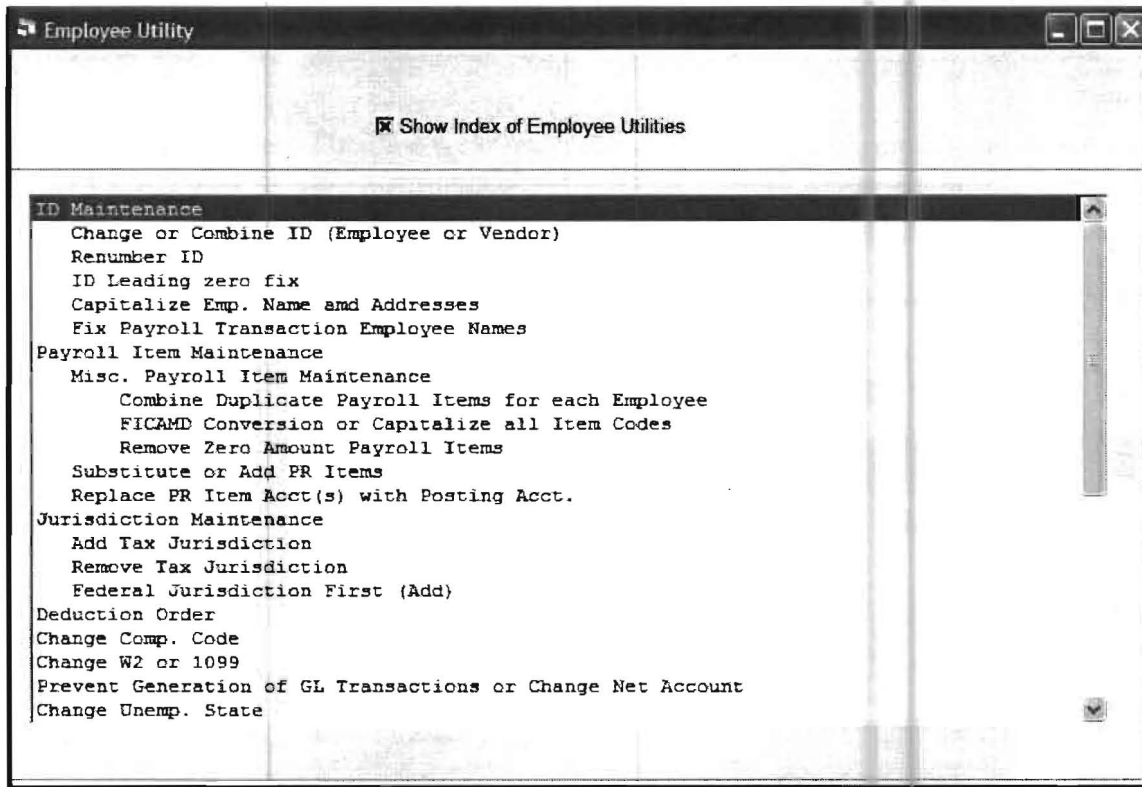 Employee Utility
Show Index of Employee Utilities
ID Maintenance
Change or Combine ID (Employee or Vendor)
Renumber ID
ID Leading zero fix
Capitalize Emp. Name amd Addresses
Fix Payroll Transaction Employee Names
Payroll Item Maintenance
Misc. Payroll Item Maintenance
Combine Duplicate Payroll Items for each Employee
FICAMD Conversion or Capitalize all Item Codes
Remove Zero Amount Payroll Items
Substitute or Add PR Items
Replace PR Item Acct(s) with Posting Acct.
Jurisdiction Maintenance
Add Tax Jurisdiction
Remove Tax Jurisdiction
Federal Jurisdiction First (Add)
Deduction Order
Change Comp. Code
Change W2 or 1099
Prevent Generation of GL Transactions or Change Net Account
Change Unemp. State